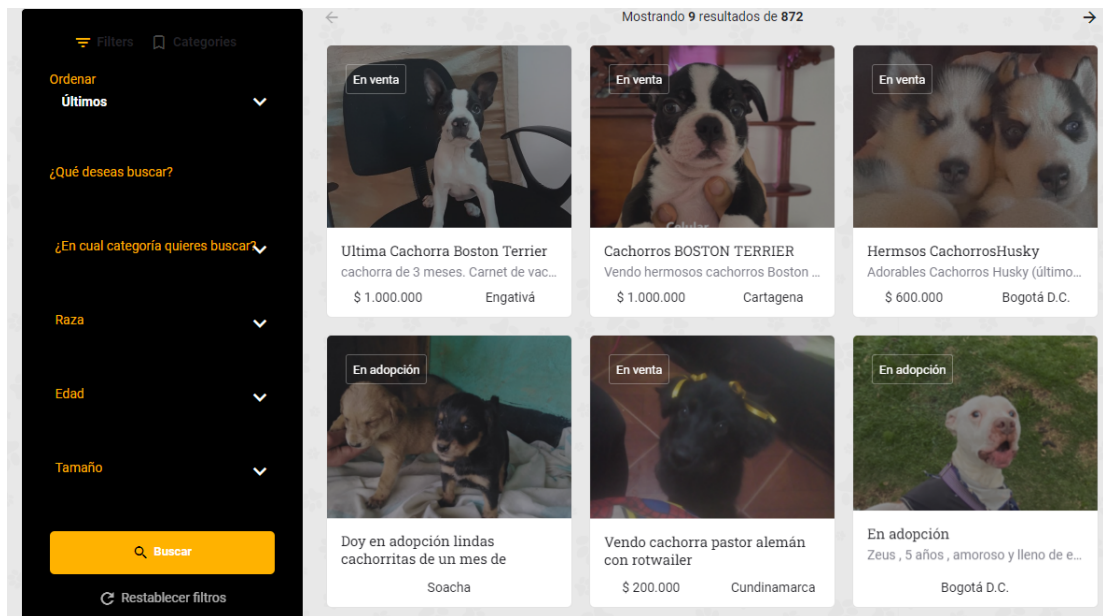 Filters
Categories
Ordenar
Últimos
¿Qué deseas buscar?
¿En cual categoría quieres buscar?
Raza
Edad
Tamaño
Buscar
Restablecer filtros
Mostrando 9 resultados de 872
En venta
Ultima Cachorra Boston Terrier
cachorra de 3 meses. Carnet de vac...
$ 1.000.000
Engativá
En venta
Celular
Cachorros BOSTON TERRIER
Vendo hermosos cachorros Boston ...
$ 1.000.000
Cartagena
En venta
Hermsos CachorrosHusky
Adorables Cachorros Husky (último...
$ 600.000
Bogotá D.C.
En adopción
Doy en adopción lindas
cachorritas de un mes de
Soacha
En venta
Vendo cachorra pastor alemán
con rotwailer
$ 200.000
Cundinamarca
En adopción
En adopción
Zeus , 5 años , amoroso y lleno de e...
Bogotá D.C.